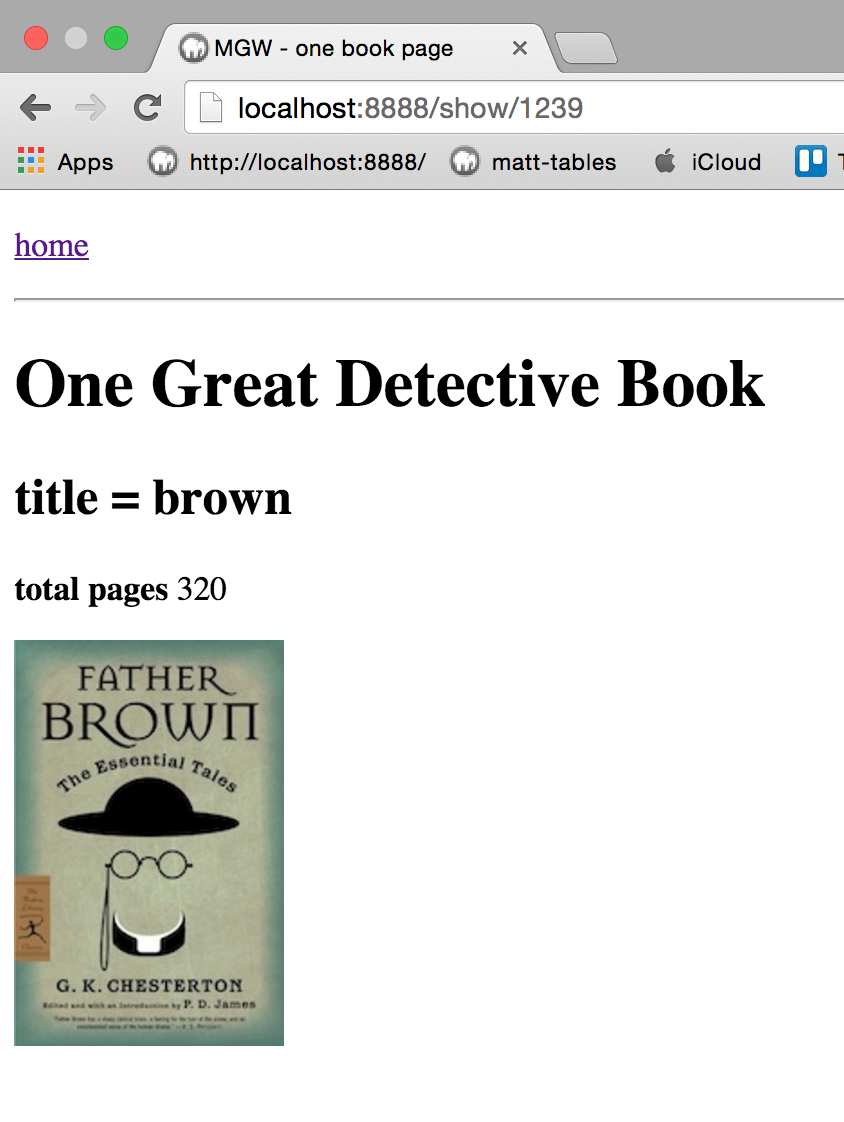 MGW - one book page
localhost:8888/show/1239
Apps http://localhost:8888/ matt-tables iCloud T
home
One Great Detective Book
title = brown
total pages 320
FATHER
BROWN
The Essential Tales
G. K. CHESTERTON
Edited and with an Introduction by P. D. James